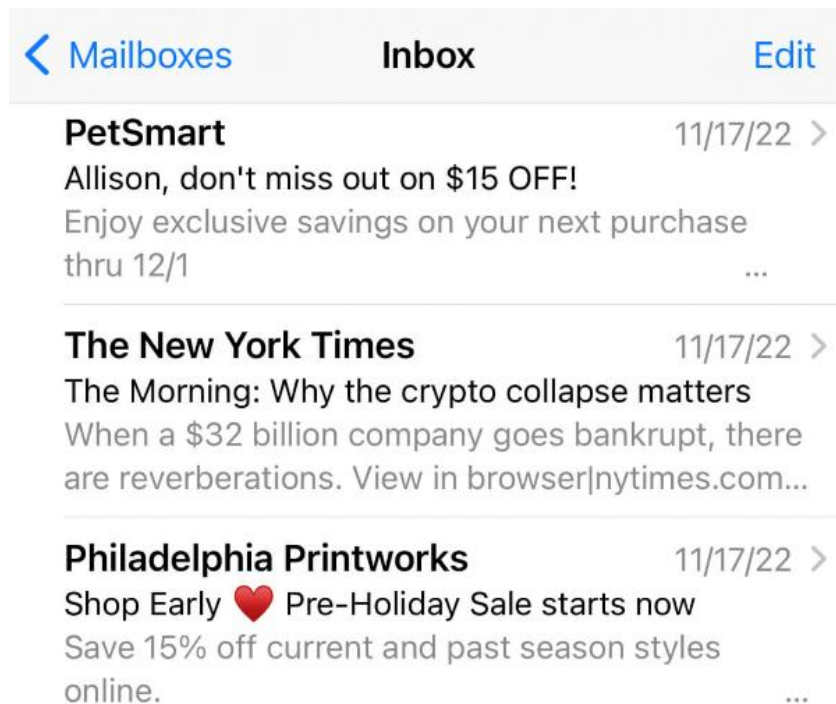 Mailboxes Inbox Edit
PetSmart 11/17/22
Allison, don't miss out on $15 OFF!
Enjoy exclusive savings on your next purchase
thru 12/1 ...
The New York Times 11/17/22
The Morning: Why the crypto collapse matters
When a $32 billion company goes bankrupt, there
are reverberations. View in browser|nytimes.com...
Philadelphia Printworks 11/17/22
Shop Early ♥️ Pre-Holiday Sale starts now
Save 15% off current and past season styles
online. ...